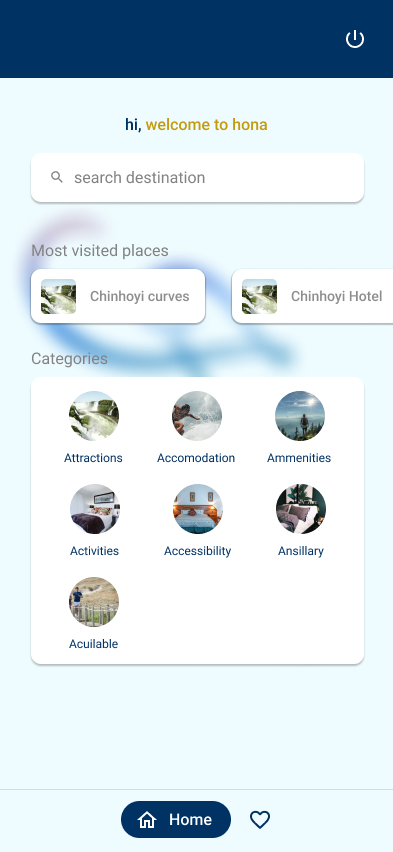 hi, welcome to hona
search destination
Most visited places
Chinhoyi curves
Chinhoyi Hotel
Categories
Attractions
Accomodation
Ammenities
Activities
Accessibility
Ansillary
Acuilable
Home